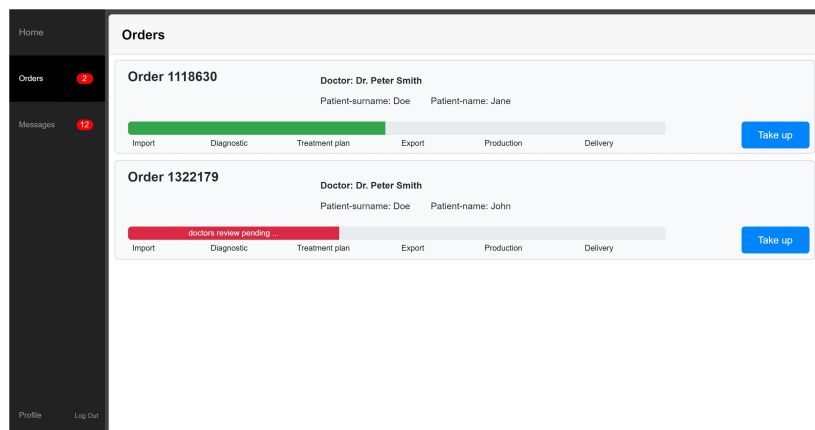 Home
Orders 2
Messages 12
Profile Log Out
Orders
Order 1118630
Doctor: Dr. Peter Smith
Patient-surname: Doe Patient-name: Jane
Import Diagnostic Treatment plan Export Production Delivery
Take up
Order 1322179
Doctor: Dr. Peter Smith
Patient-surname: Doe Patient-name: John
doctors review pending ...
Import Diagnostic Treatment plan Export Production Delivery
Take up